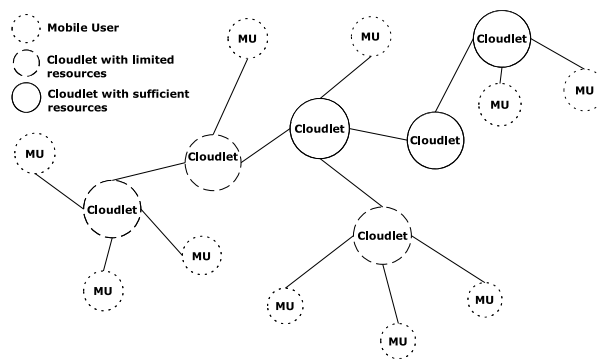 Mobile User
Cloudlet with limited
resources
Cloudlet with sufficient
resources
MU
MU
Cloudlet
MU
MU
Cloudlet
Cloudlet
MU
Cloudlet
Cloudlet
Cloudlet
MU
MU
MU
MU
MU
MU